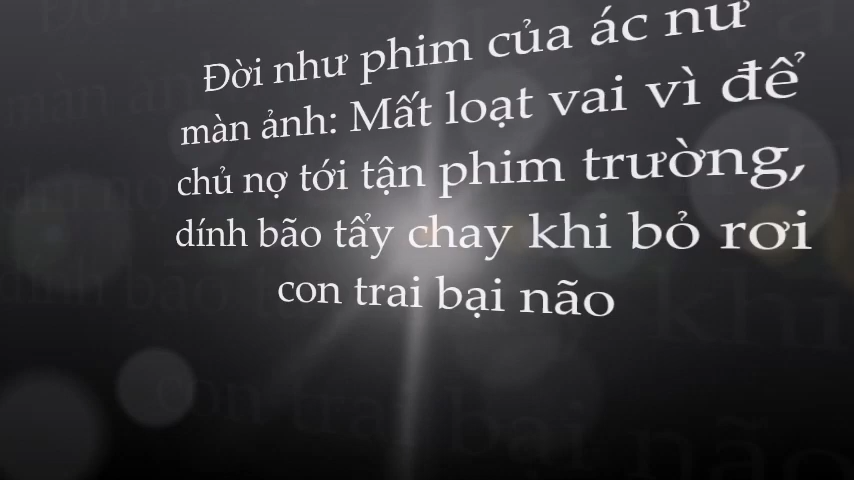 Đời như phim của ác nữ
màn ảnh: Mất loạt vai vì để
chủ nợ tới tận phim trường,
dính bão tẩy chay khi bỏ rơi
con trai bại não